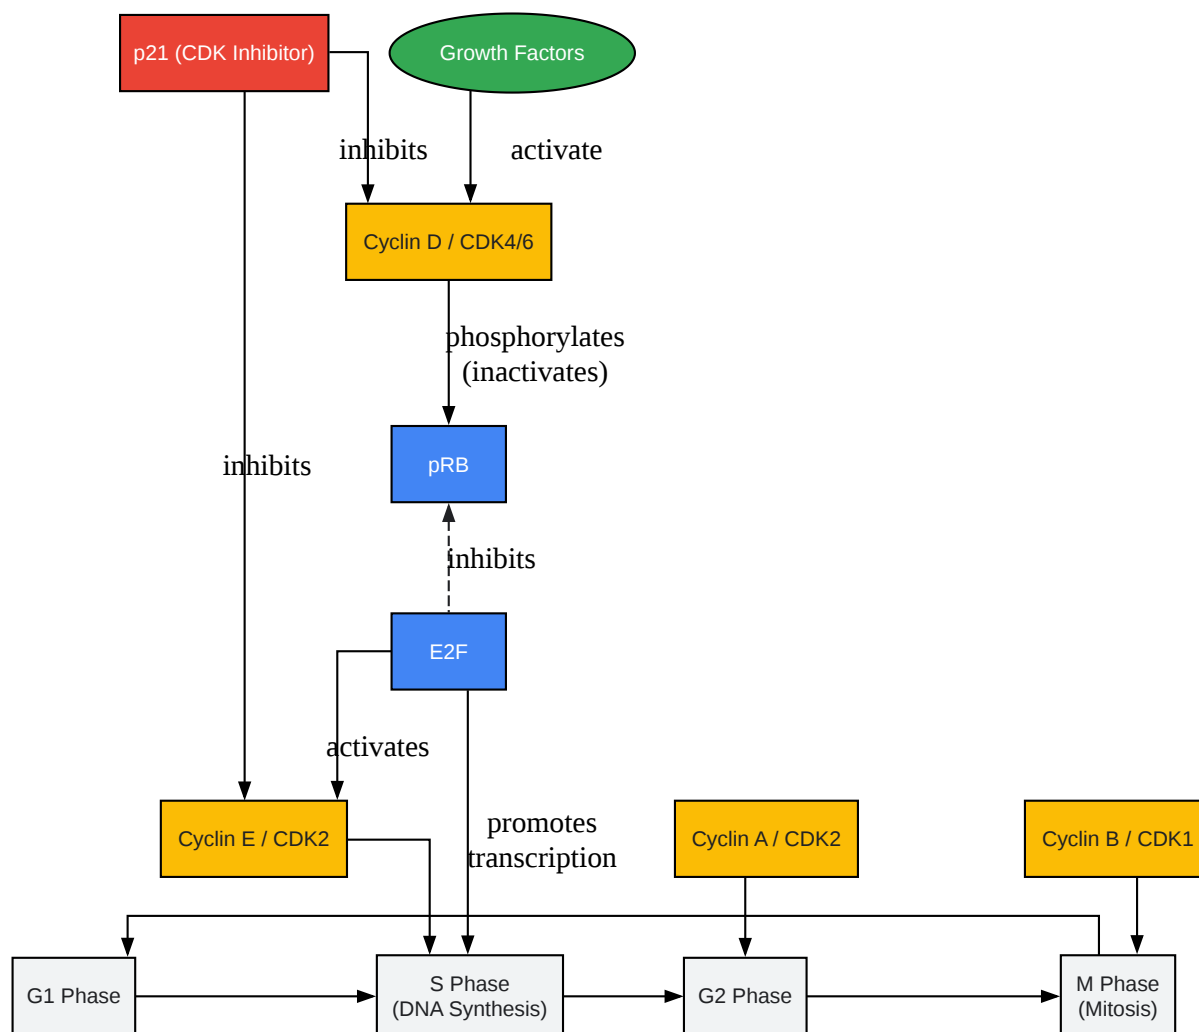 p21 (CDK Inhibitor)
Growth Factors
inhibits
activate
Cyclin D / CDK4/6
phosphorylates
(inactivates)
pRB
inhibits
inhibits
E2F
activates
Cyclin E / CDK2
promotes
transcription
Cyclin A / CDK2
Cyclin B / CDK1
G1 Phase
S Phase
(DNA Synthesis)
G2 Phase
M Phase
(Mitosis)